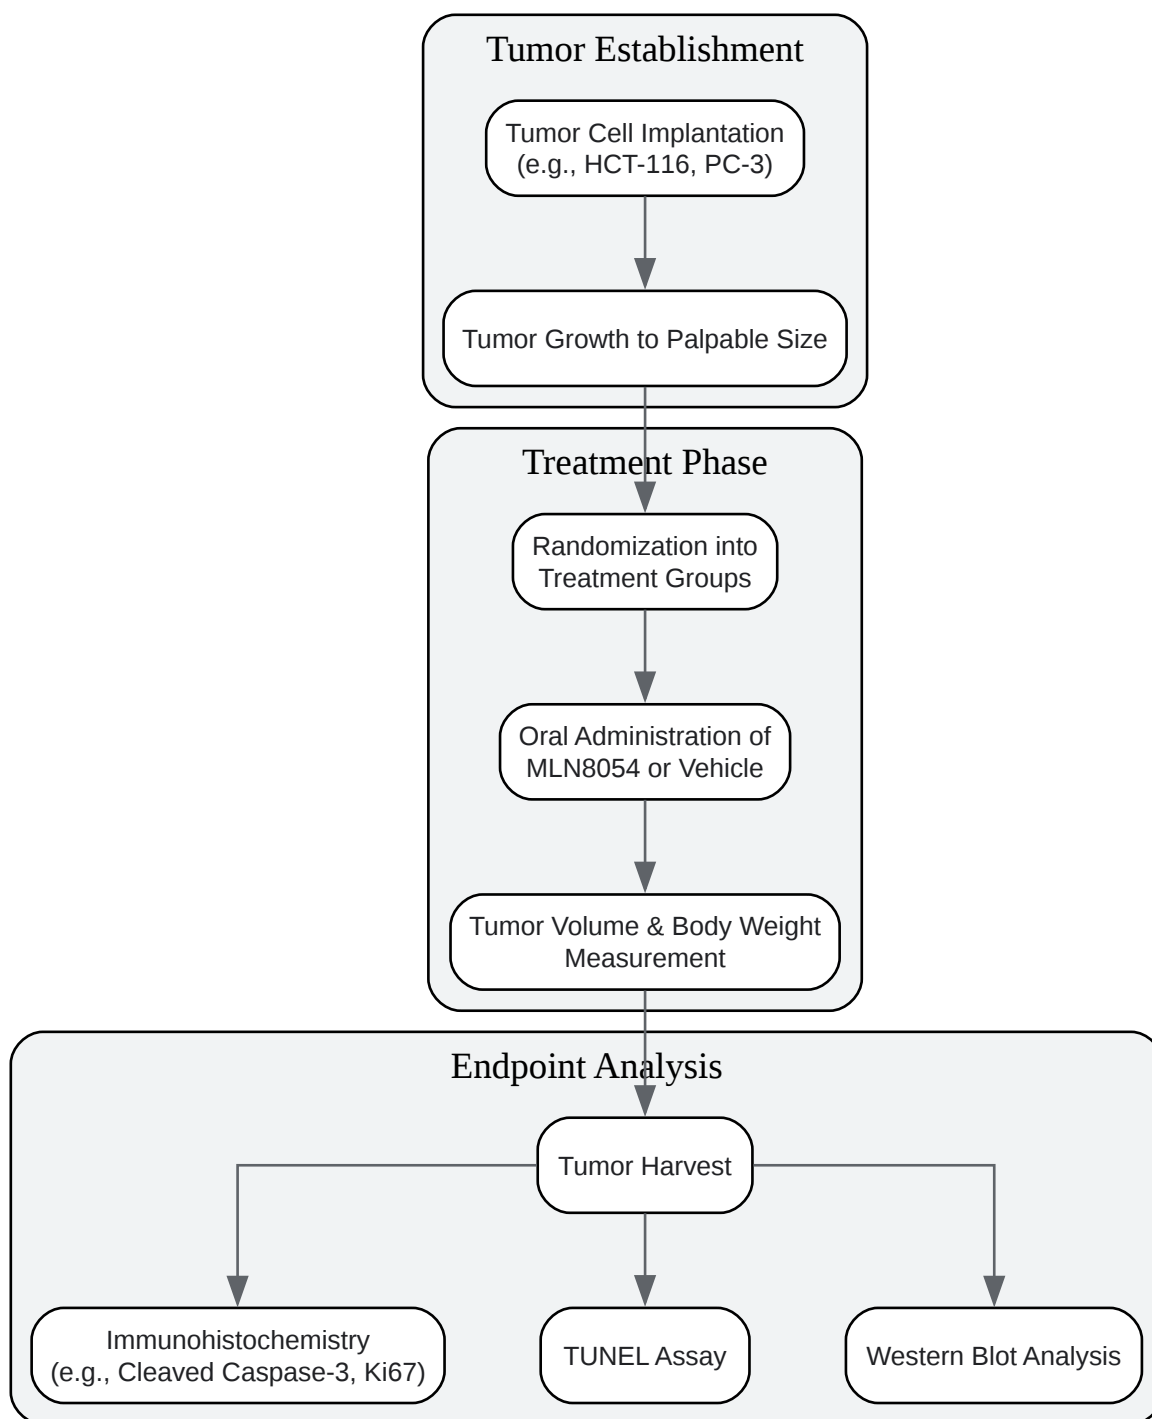 Tumor Establishment
Tumor Cell Implantation
(e.g., HCT-116, PC-3)
Tumor Growth to Palpable Size
Treatment Phase
Randomization into
Treatment Groups
Oral Administration of
MLN8054 or Vehicle
Tumor Volume & Body Weight
Measurement
Endpoint Analysis
Tumor Harvest
Immunohistochemistry
(e.g., Cleaved Caspase-3, Ki67)
TUNEL Assay
Western Blot Analysis